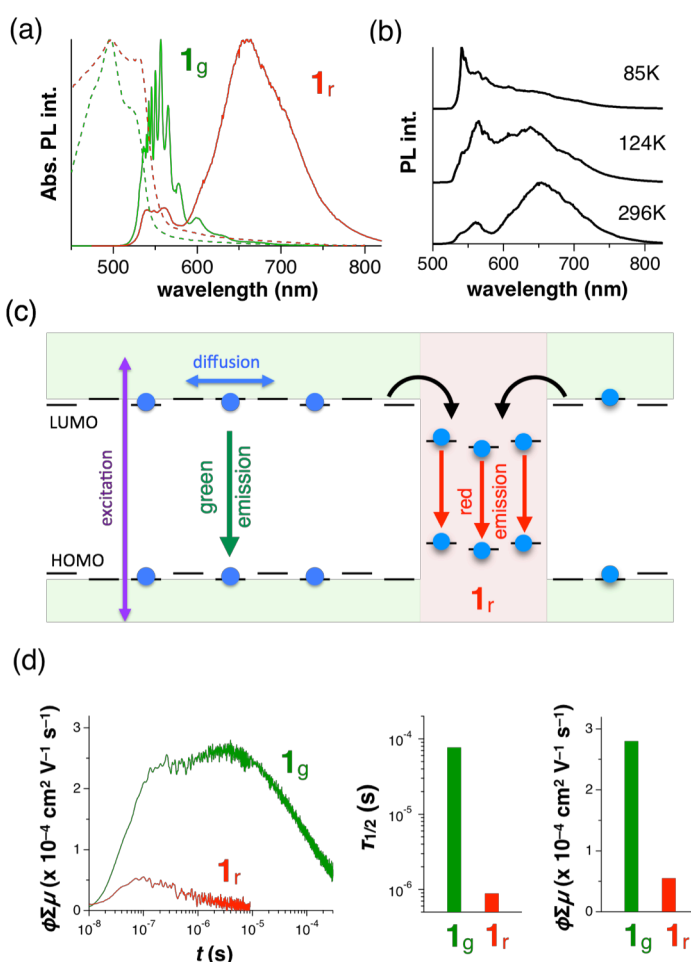 (a)
1g
1r
Abs. PL int.
500 600 700 800
wavelength (nm)
(b)
85K
124K
296K
PL int.
500 600 700 800
wavelength (nm)
(c)
diffusion
LUMO
excitation
green
emission
red
emission
HOMO
1r
(d)
ϕΣμ (x 10–4 cm2 V–1 s–1)
3
2
1
0
1g
1r
10-8 10-7 10-6 10-5 10-4
t (s)
τ1/2 (s)
10-4
10-5
10-6
1g 1r
ϕΣμ (x 10–4 cm2 V–1 s–1)
3
2
1
0
1g 1r